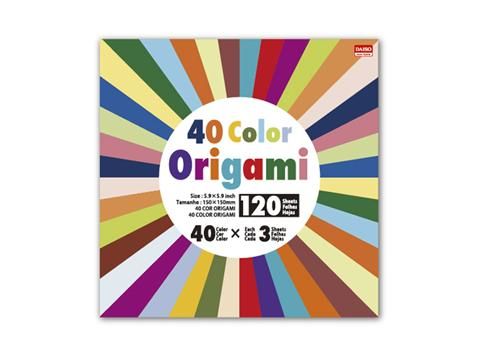 DAISO
40 Color
Origami
Size : 5.9×5.9 inch
Tamanho : 150×150mm
40 COR ORIGAMI
40 COLOR ORIGAMI
120 Sheets Folhas Hojas
40 Color Cor Color × Each Cada Cada 3 Sheets Folhas Hojas